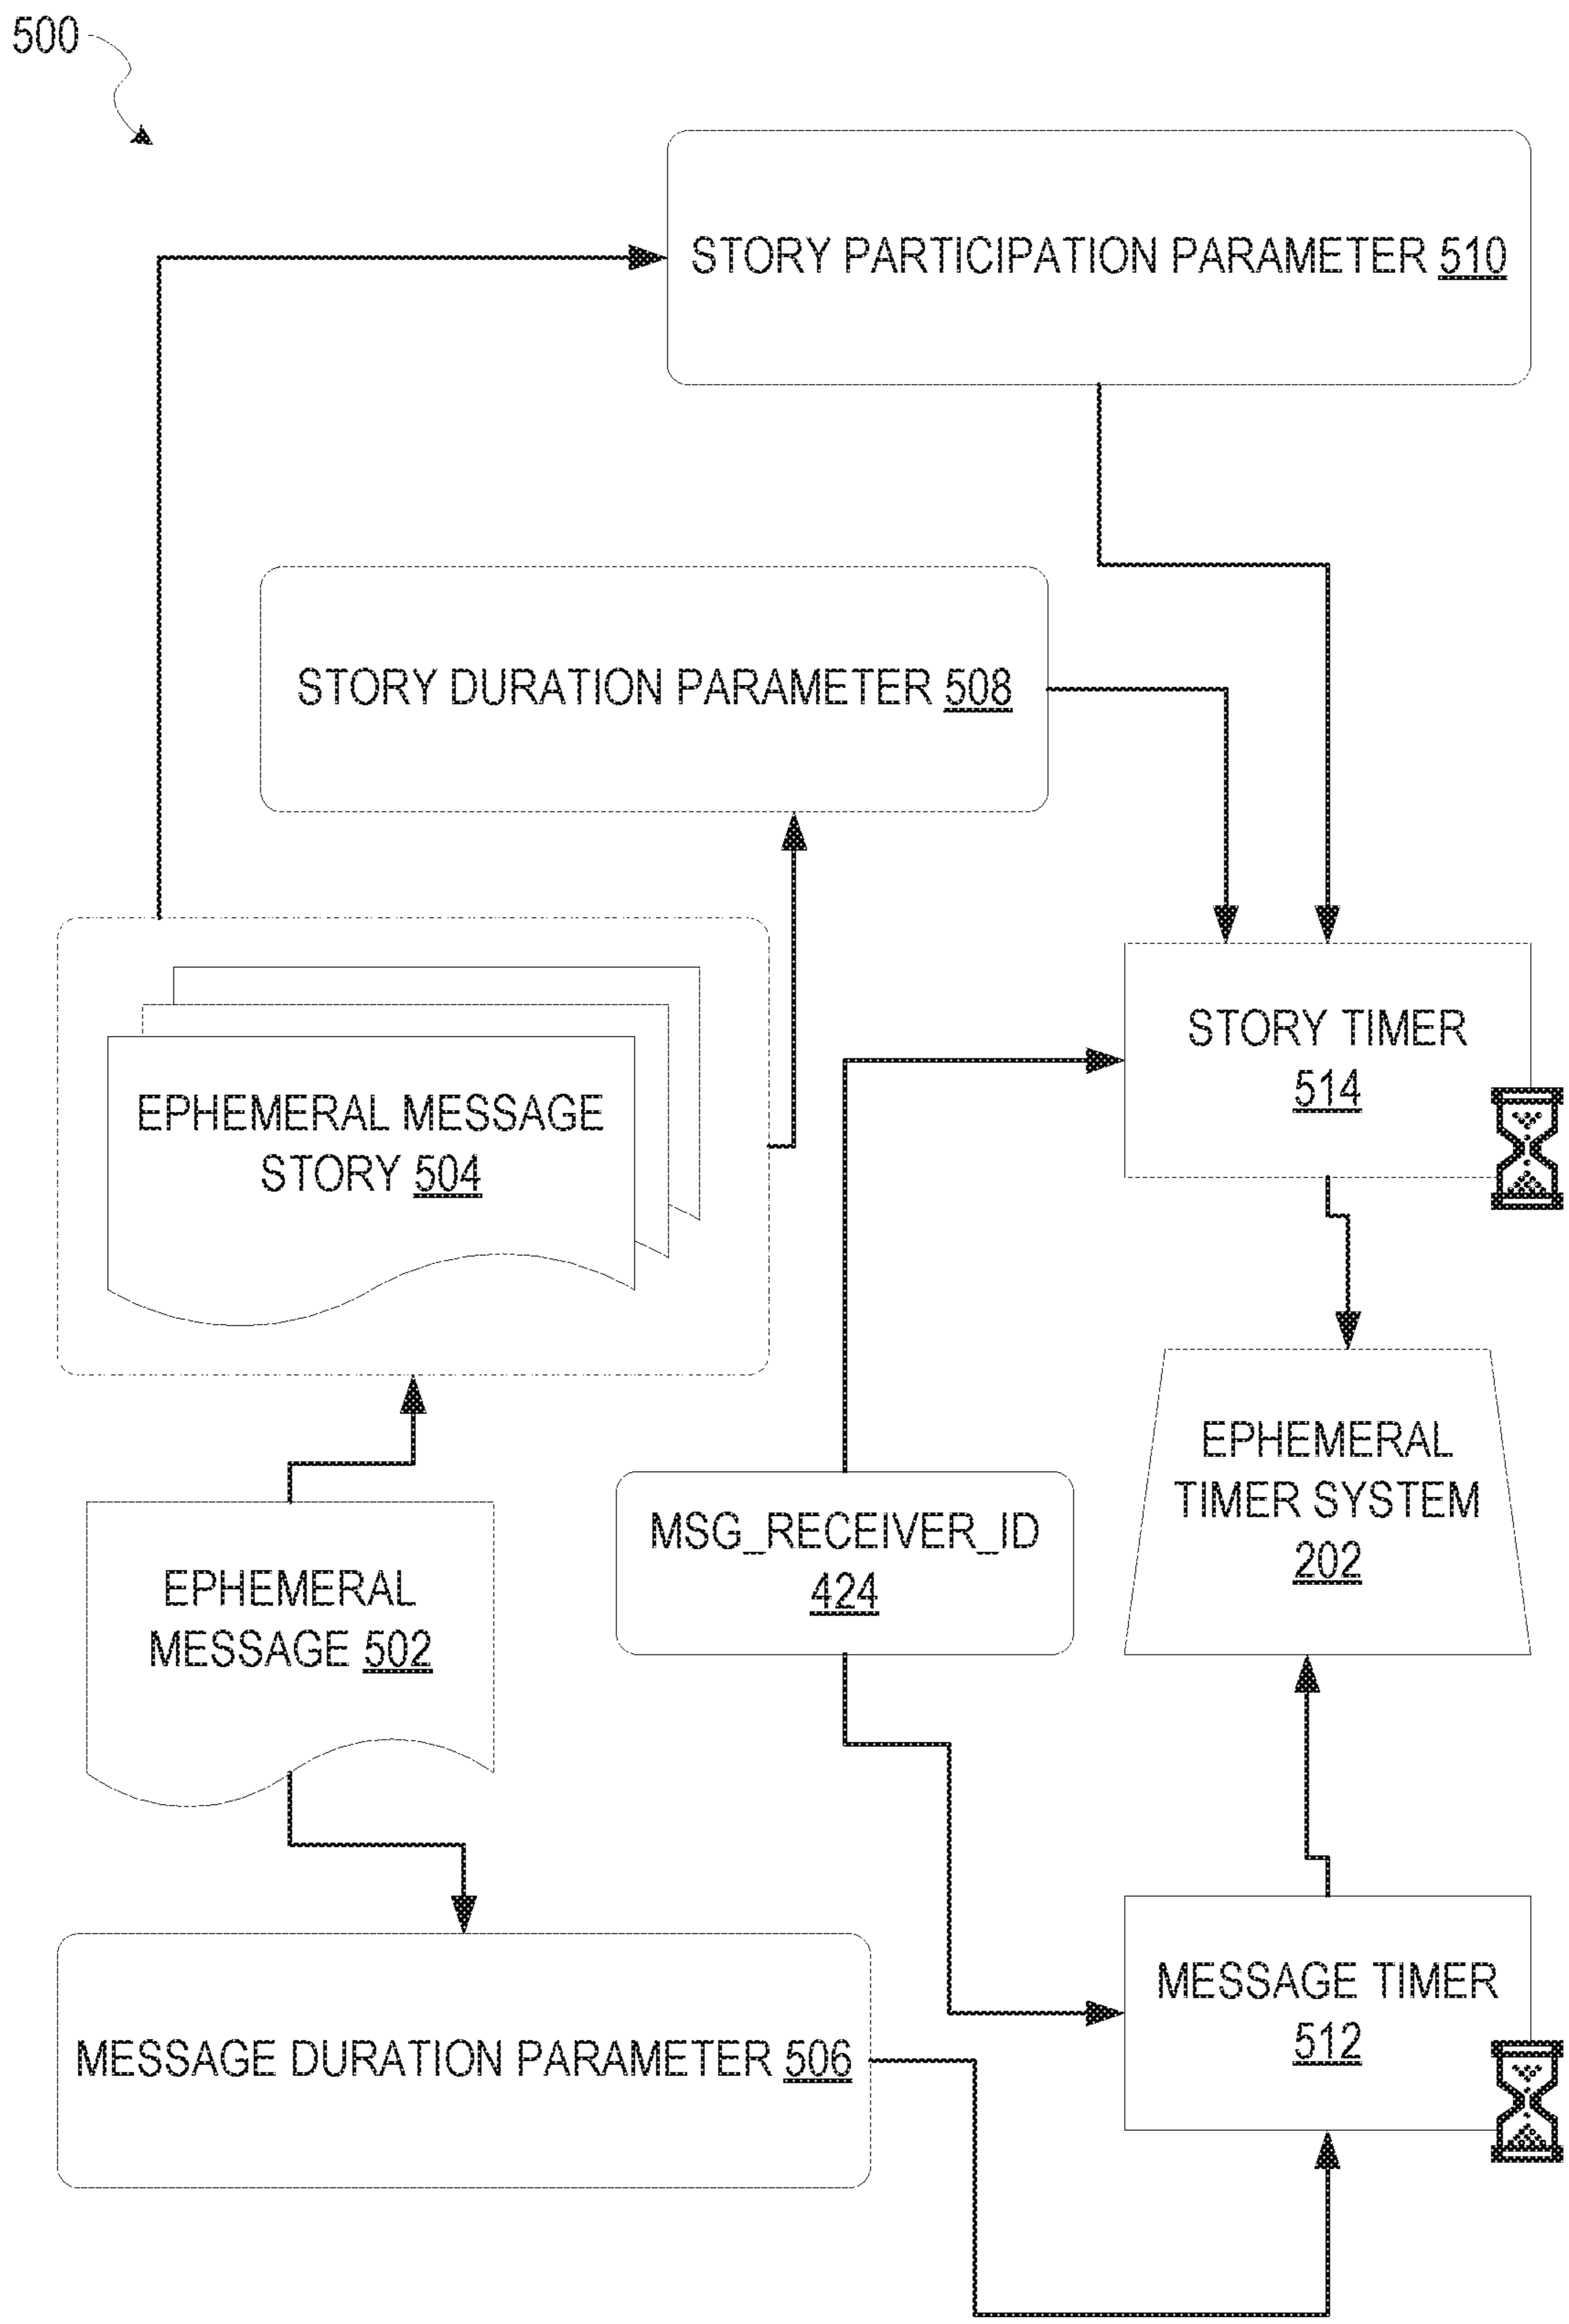 500
STORY PARTICIPATION PARAMETER 510
STORY DURATION PARAMETER 508
STORY TIMER
514
EPHEMERAL MESSAGE
STORY 504
EPHEMERAL
TIMER SYSTEM
202
MSG_RECEIVER_ID
424
EPHEMERAL
MESSAGE 502
MESSAGE TIMER
512
MESSAGE DURATION PARAMETER 506